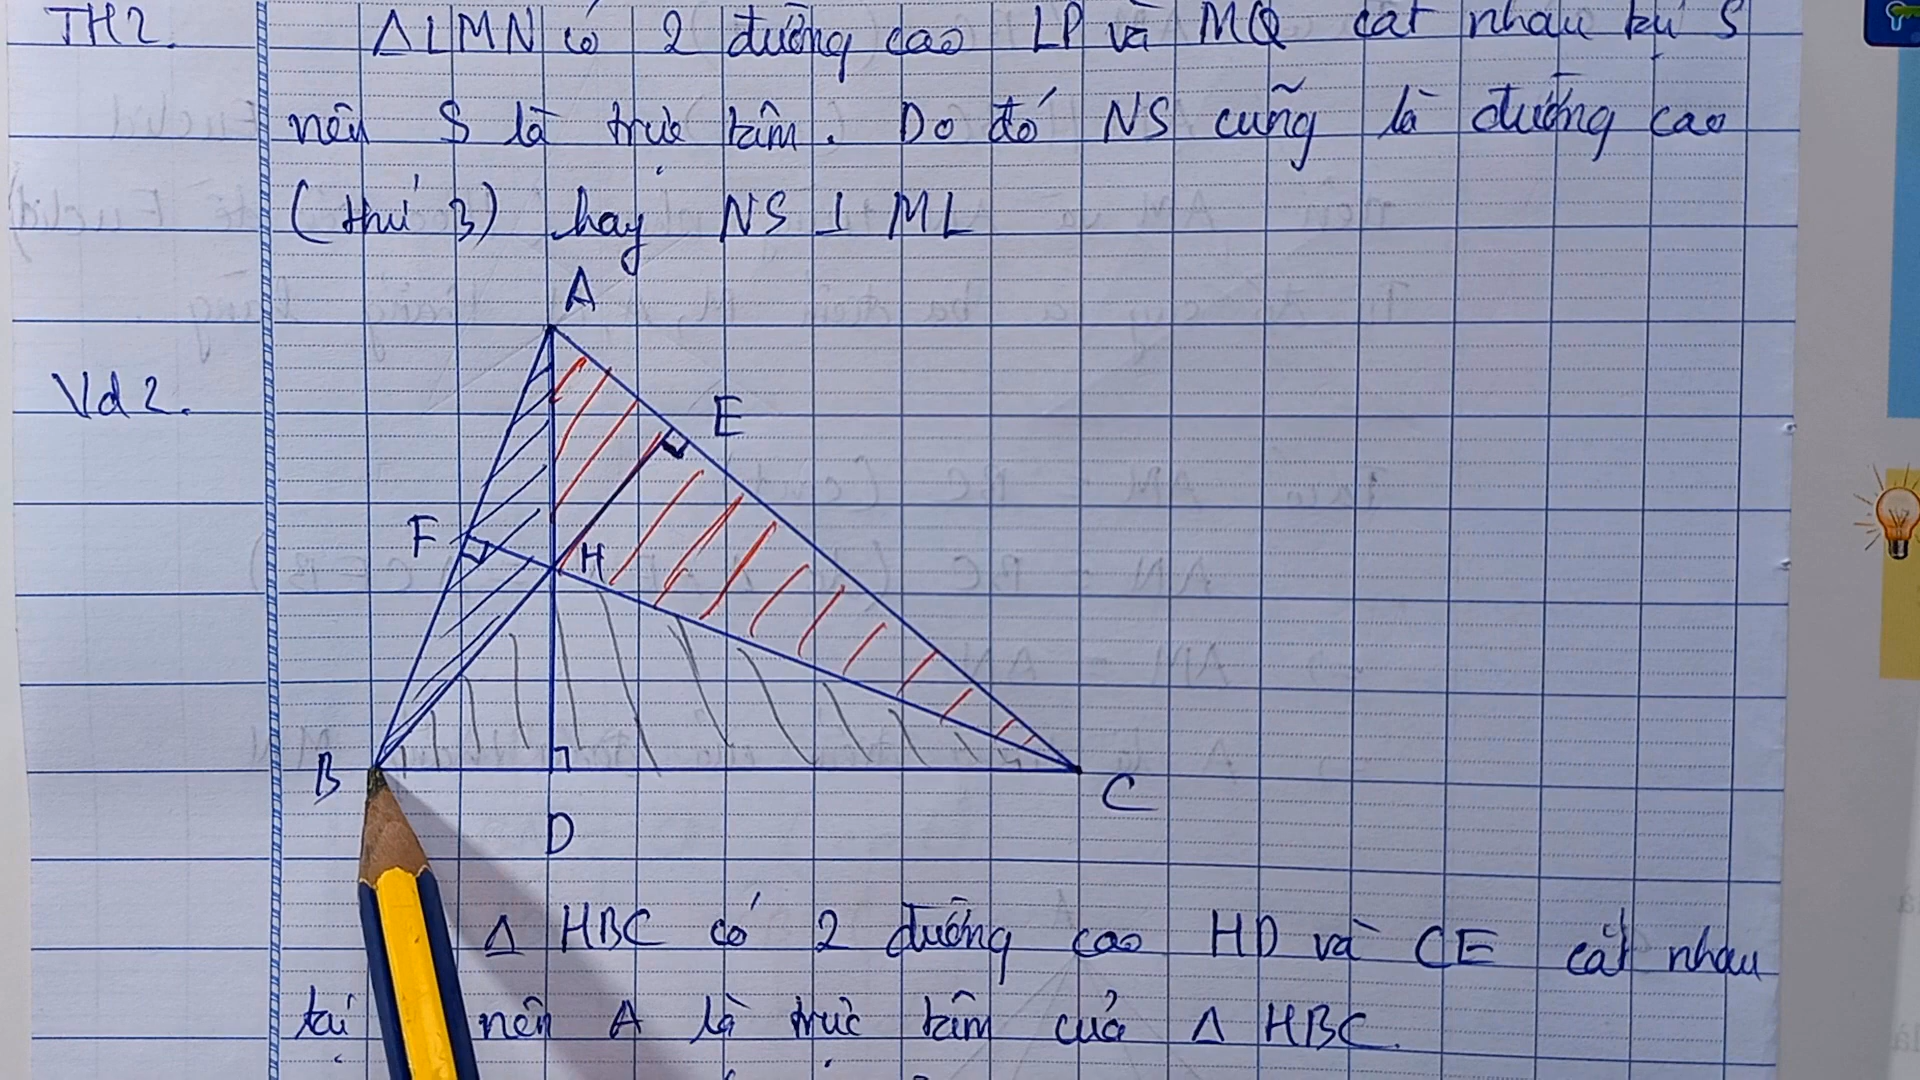 TH2. ΔLMN có 2 đường cao LP và MQ cắt nhau tại S
nên S là trực tâm. Do đó NS cũng là đường cao
(thứ 3) hay NS ⊥ ML
A
Vd 2.
E
F
H
B
C
D
Δ HBC có 2 đường cao HD và CE cắt nhau
tại nên A là trực tâm của Δ HBC.